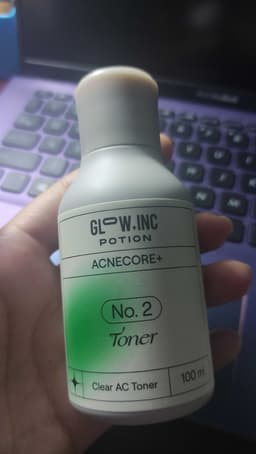 GLOW.INC
POTION
ACNECORE+
No. 2
Toner
Clear AC Toner
100 ml